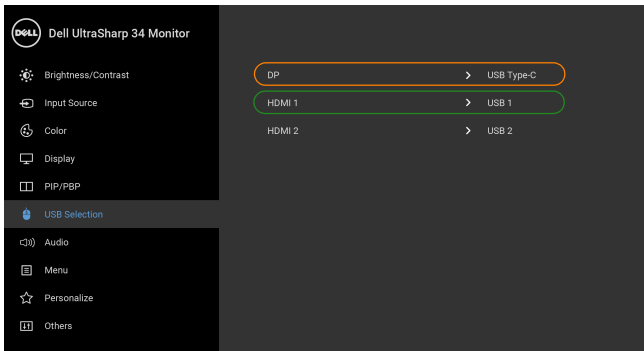 DELL Dell UltraSharp 34 Monitor
Brightness/Contrast
Input Source
Color
Display
PIP/PBP
USB Selection
Audio
Menu
Personalize
Others
DP USB Type-C
HDMI 1 USB 1
HDMI 2 USB 2